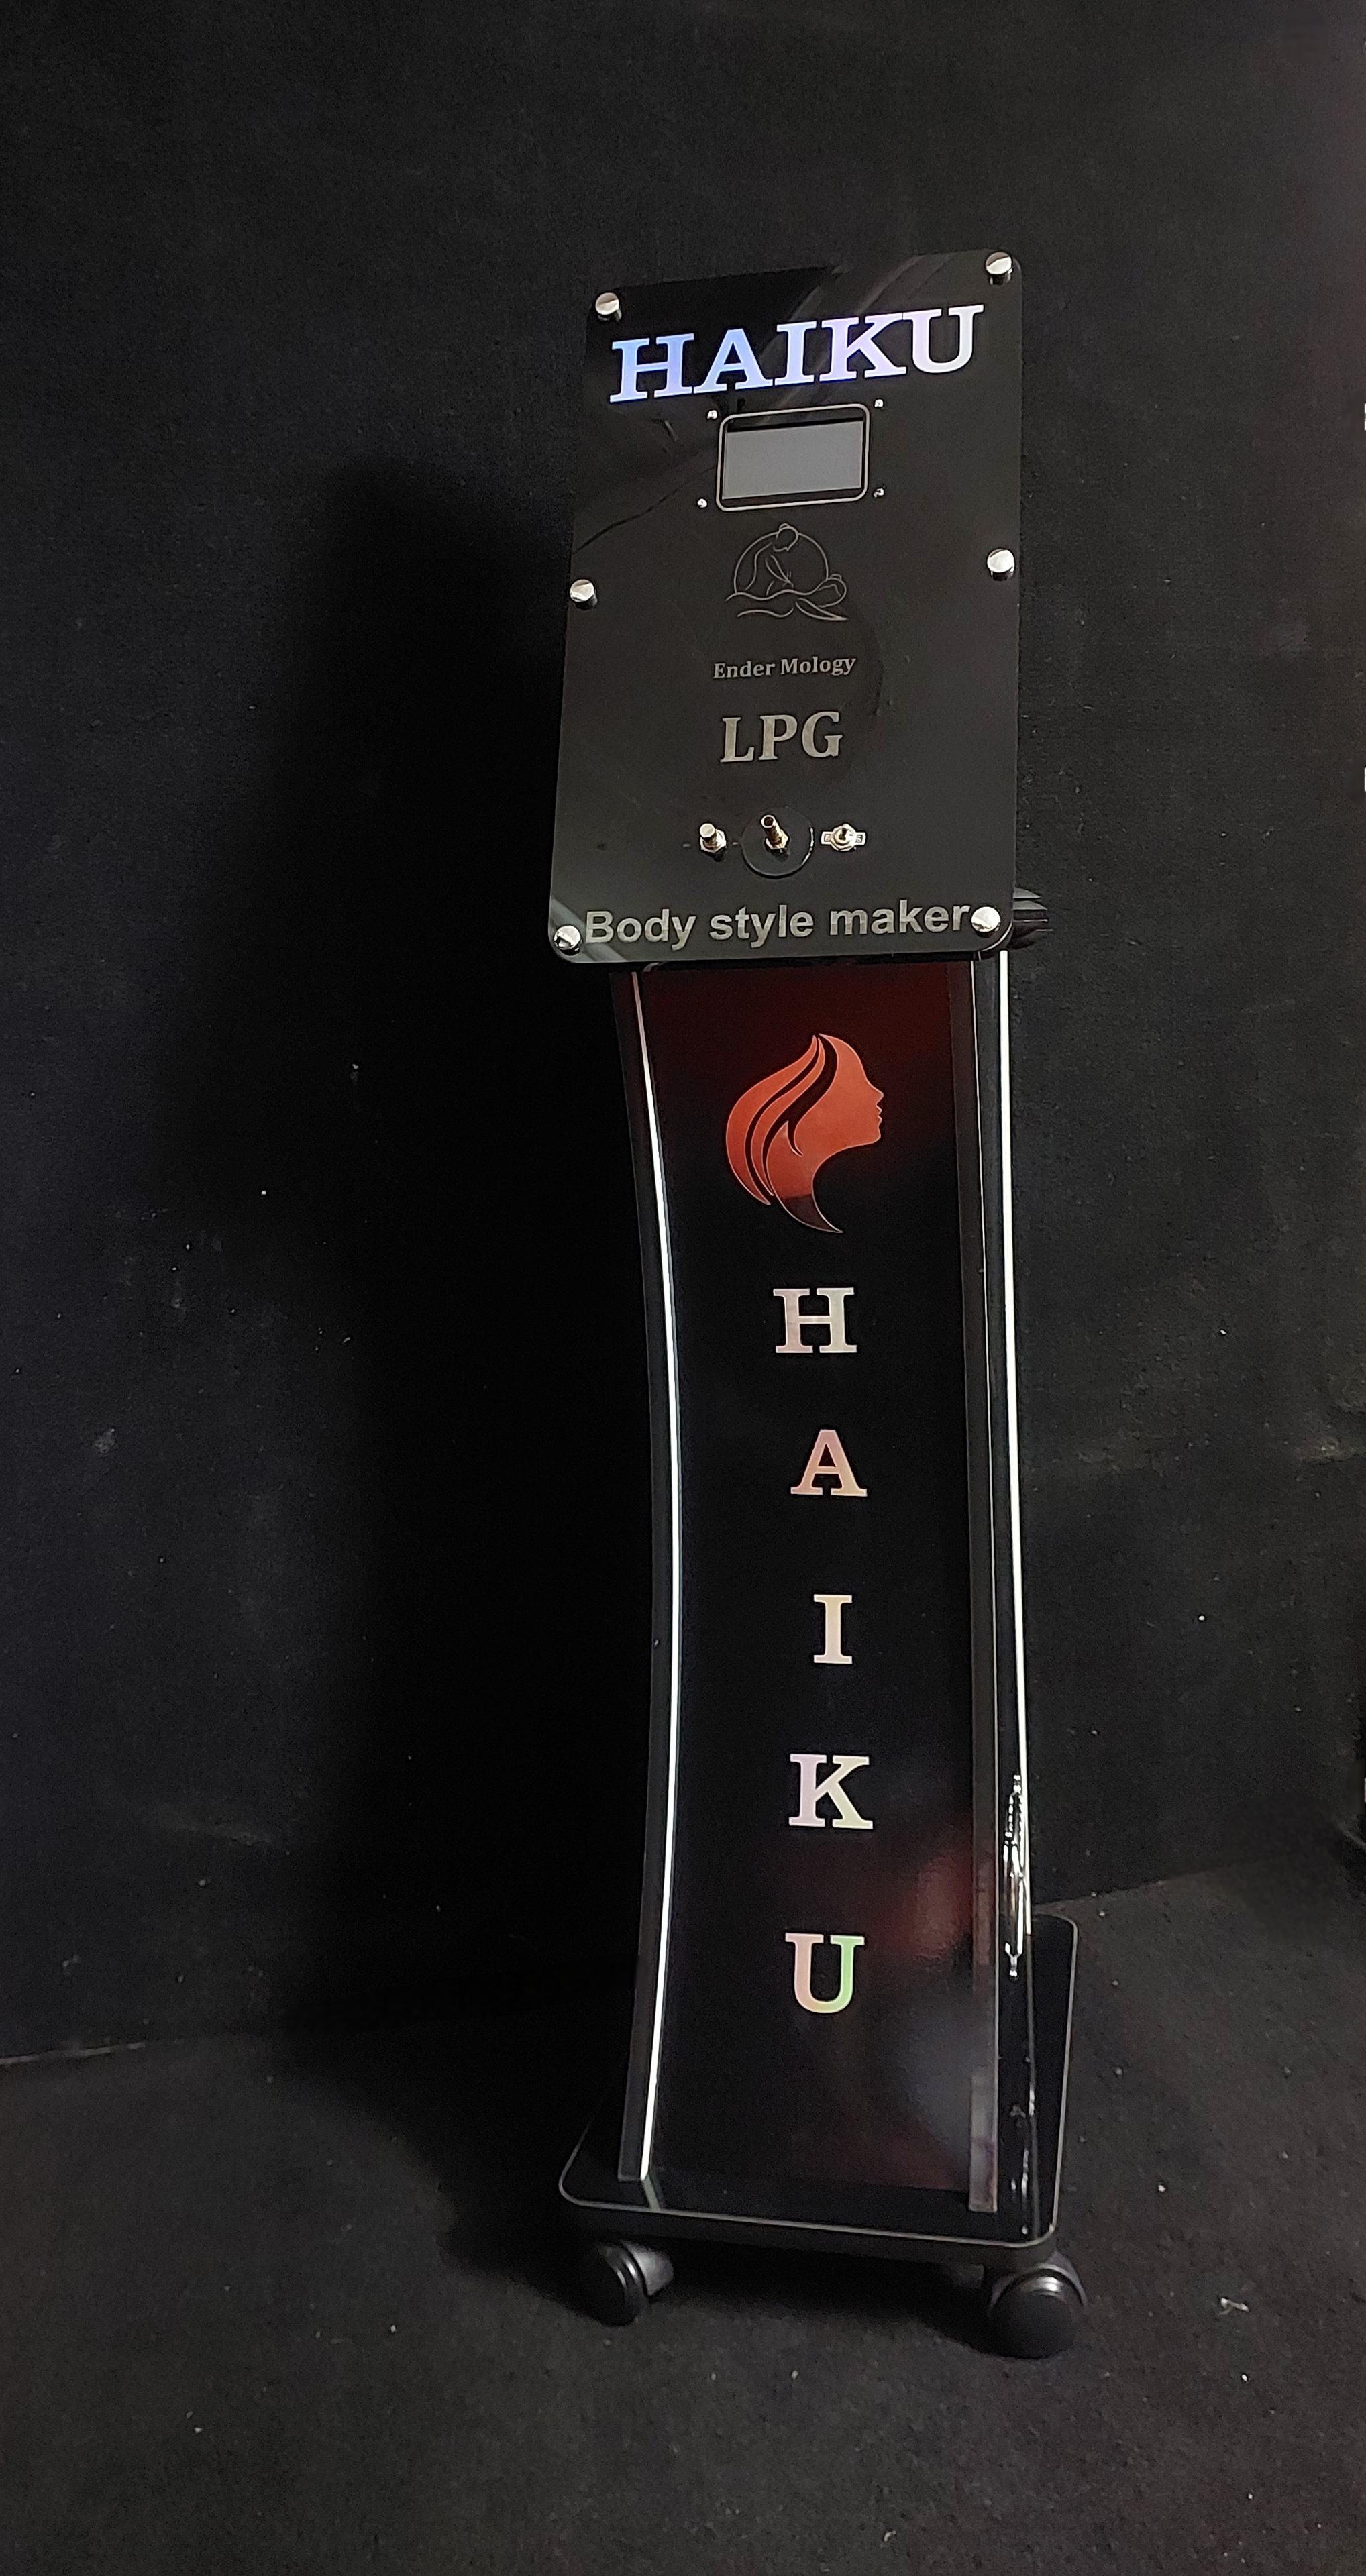 HAIKU
Ender Mology
LPG
Body style maker
H
A
I
K
U